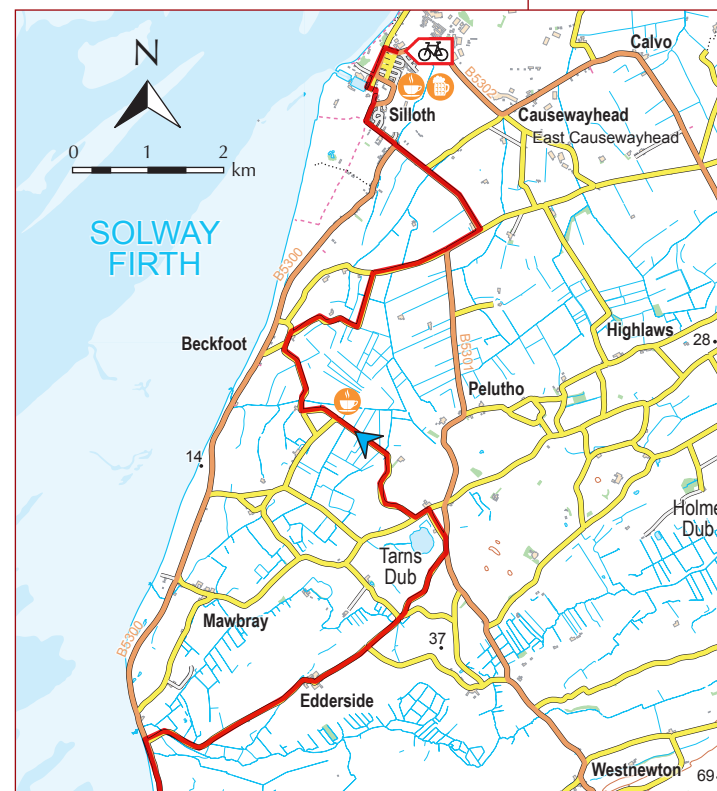 N
0 1 2
km
SOLWAY
FIRTH
Calvo
B5302
Silloth
Causewayhead
East Causewayhead
B5300
Beckfoot
Highlaws
28
B5301
Pelutho
14
Holme
Dub
Tarns
Dub
Mawbray
37
B5300
Edderside
Westnewton
69